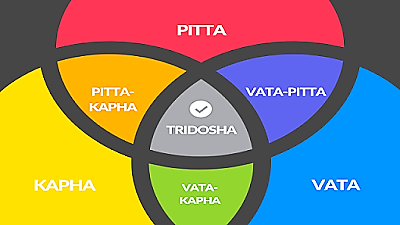 PITTA
PITTA-
KAPHA
VATA-PITTA
TRIDOSHA
KAPHA
VATA
VATA-
KAPHA